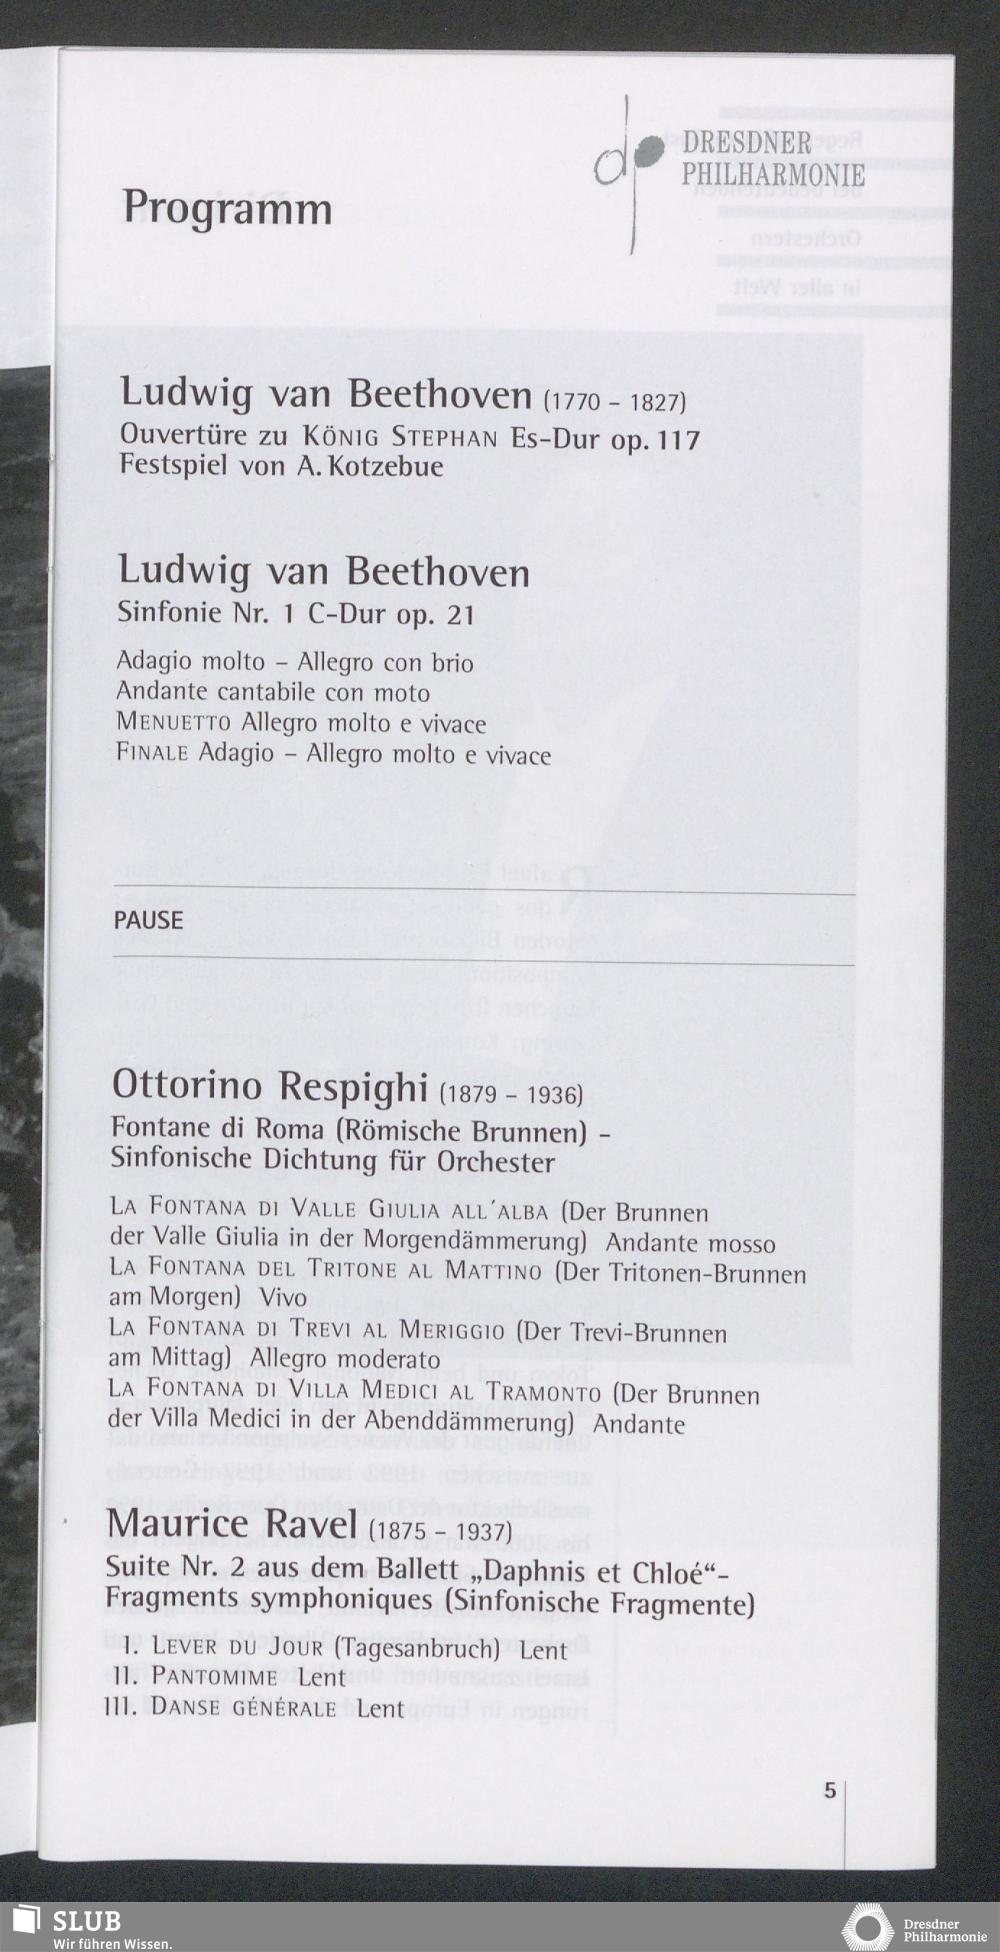 DRESDNER
PHILHARMONIE
Programm
Ludwig van Beethoven (1770 – 1827)
Ouvertüre zu KÖNIG STEPHAN Es-Dur op. 117
Festspiel von A. Kotzebue
Ludwig van Beethoven
Sinfonie Nr. 1 C-Dur op. 21
Adagio molto – Allegro con brio
Andante cantabile con moto
MENUETTO Allegro molto e vivace
FINALE Adagio – Allegro molto e vivace
PAUSE
Ottorino Respighi (1879 – 1936)
Fontane di Roma (Römische Brunnen) –
Sinfonische Dichtung für Orchester
LA FONTANA DI VALLE GIULIA ALL´ALBA (Der Brunnen
der Valle Giulia in der Morgendämmerung) Andante mosso
LA FONTANA DEL TRITONE AL MATTINO (Der Tritonen-Brunnen
am Morgen) Vivo
LA FONTANA DI TREVI AL MERIGGIO (Der Trevi-Brunnen
am Mittag) Allegro moderato
LA FONTANA DI VILLA MEDICI AL TRAMONTO (Der Brunnen
der Villa Medici in der Abenddämmerung) Andante
Maurice Ravel (1875 – 1937)
Suite Nr. 2 aus dem Ballett „Daphnis et Chloé“–
Fragments symphoniques (Sinfonische Fragmente)
I. LEVER DU JOUR (Tagesanbruch) Lent
II. PANTOMIME Lent
III. DANSE GÉNÉRALE Lent
5
SLUB
Wir führen Wissen.
Dresdner
Philharmonie